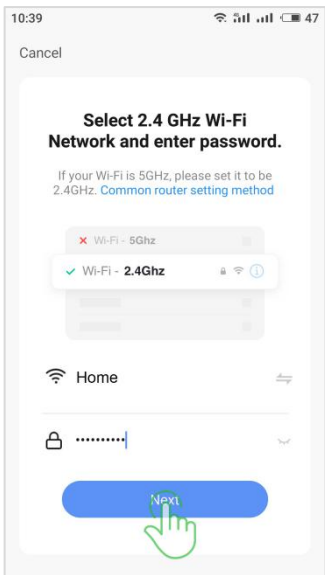 10:39 47
Cancel
Select 2.4 GHz Wi-Fi
Network and enter password.
If your Wi-Fi is 5GHz, please set it to be
2.4GHz. Common router setting method
Wi-Fi - 5Ghz
Wi-Fi - 2.4Ghz
Home
••••••••••
Next